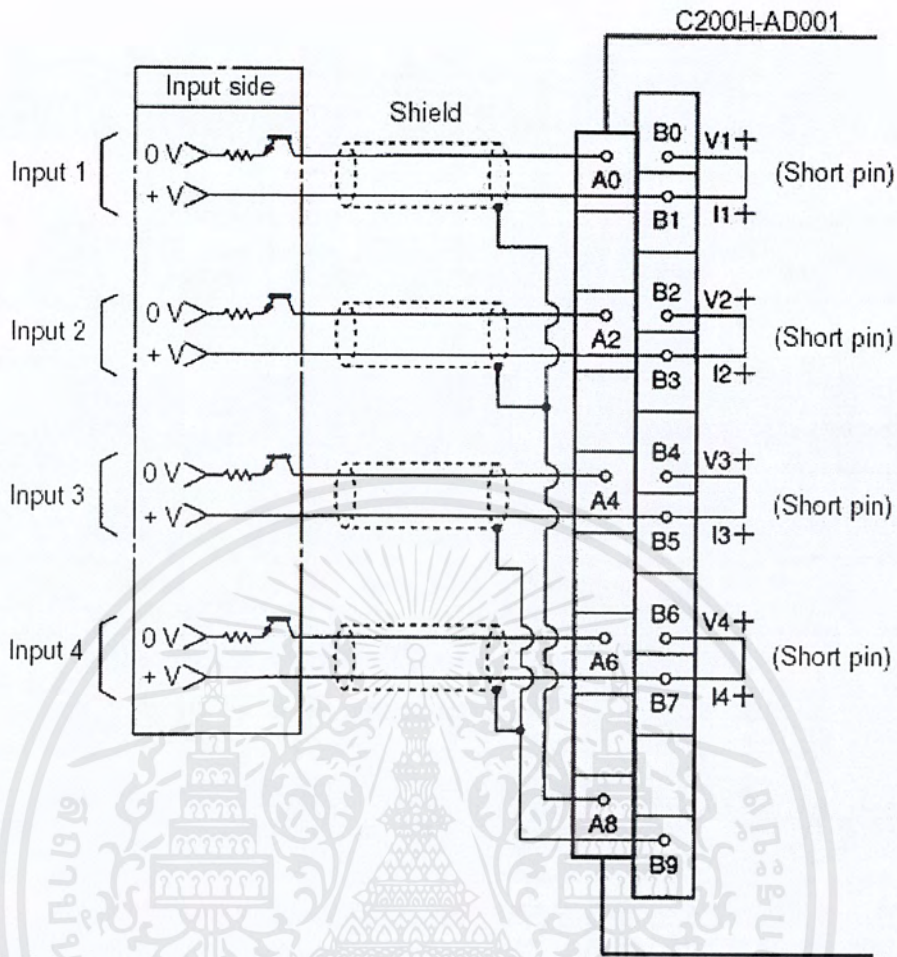 C200H-AD001
Input side
Shield
Input 1
0 V
+ V
A0
B0
V1+
(Short pin)
B1
I1+
Input 2
0 V
+ V
A2
B2
V2+
(Short pin)
B3
I2+
Input 3
0 V
+ V
A4
B4
V3+
(Short pin)
B5
I3+
Input 4
0 V
+ V
A6
B6
V4+
(Short pin)
B7
I4+
A8
B9